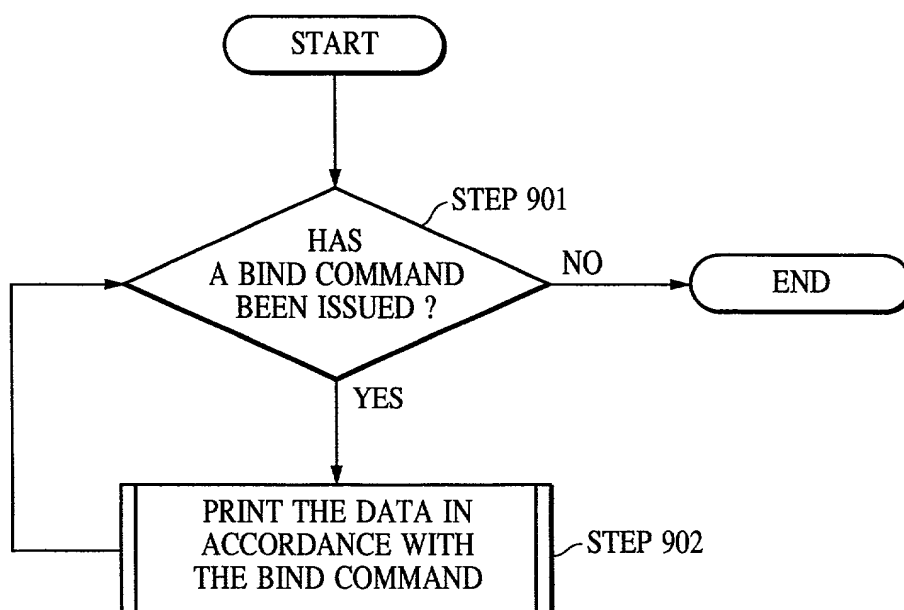 START
STEP 901
HAS
A BIND COMMAND
BEEN ISSUED ?
NO
END
YES
PRINT THE DATA IN
ACCORDANCE WITH
THE BIND COMMAND
STEP 902